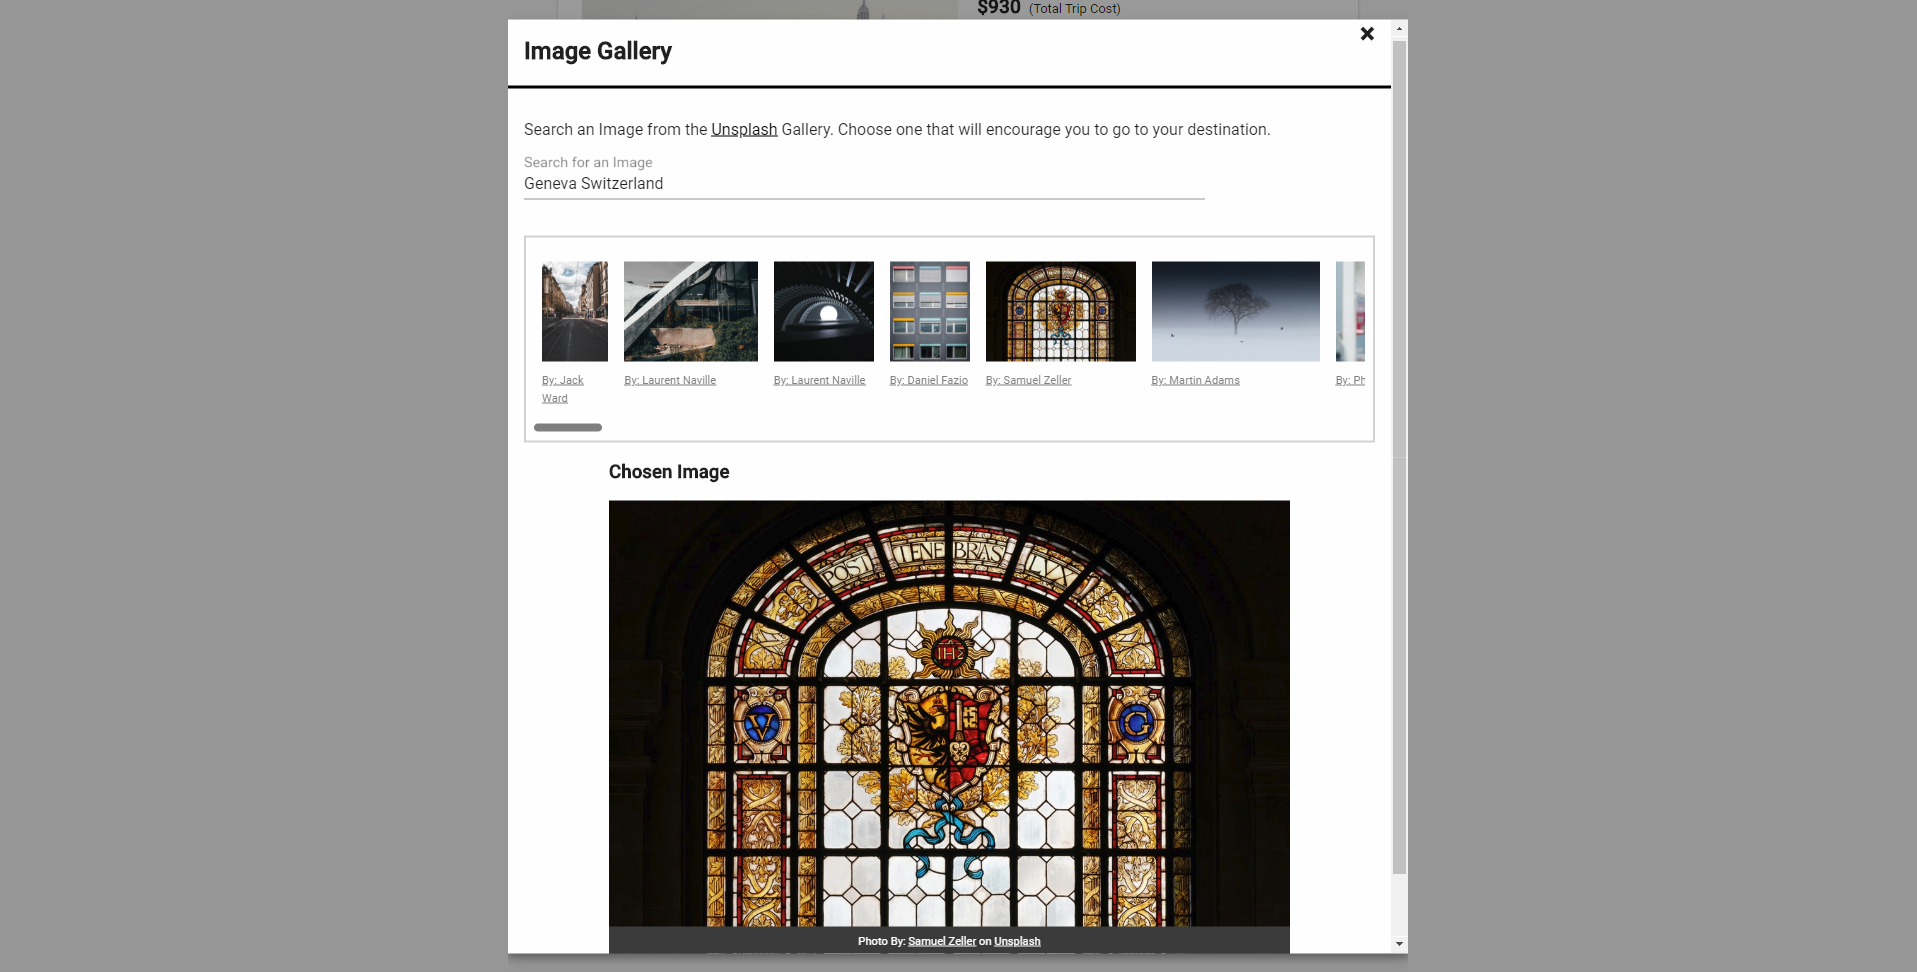 $930 (Total Trip Cost)
Image Gallery
Search an Image from the Unsplash Gallery. Choose one that will encourage you to go to your destination.
Search for an Image
Geneva Switzerland
By: Jack
Ward
By: Laurent Naville
By: Laurent Naville
By: Daniel Fazio
By: Samuel Zeller
By: Martin Adams
By: Ph
Chosen Image
POST TENEBRAS LVX
IHS
V
G
Photo By: Samuel Zeller on Unsplash